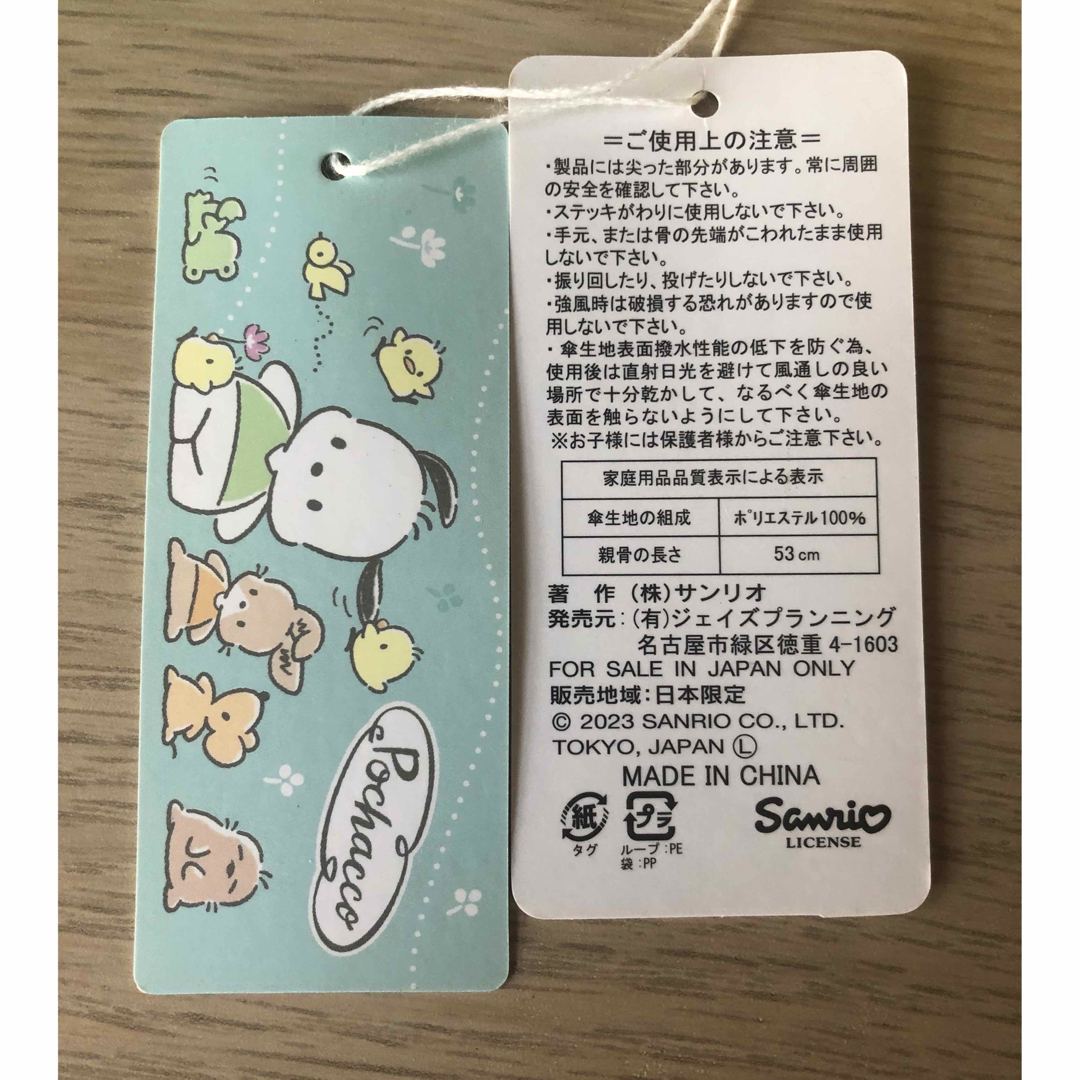 Pochacco
=ご使用上の注意=
・製品には尖った部分があります。常に周囲
の安全を確認して下さい。
・ステッキがわりに使用しないで下さい。
・手元、または骨の先端がこわれたまま使用
しないで下さい。
・振り回したり、投げたりしないで下さい。
・強風時は破損する恐れがありますので使
用しないで下さい。
・傘生地表面撥水性能の低下を防ぐ為、
使用後は直射日光を避けて風通しの良い
場所で十分乾かして、なるべく傘生地の
表面を触らないようにして下さい。
※お子様には保護者様からご注意下さい。
家庭用品品質表示による表示
傘生地の組成 ポリエステル100%
親骨の長さ 53cm
著 作 (株)サンリオ
発売元:(有)ジェイズプランニング
名古屋市緑区徳重 4-1603
FOR SALE IN JAPAN ONLY
販売地域:日本限定
© 2023 SANRIO CO., LTD.
TOKYO, JAPAN Ⓛ
MADE IN CHINA
紙 プラ Sanrio
LICENSE
タグ ループ:PE
袋:PP